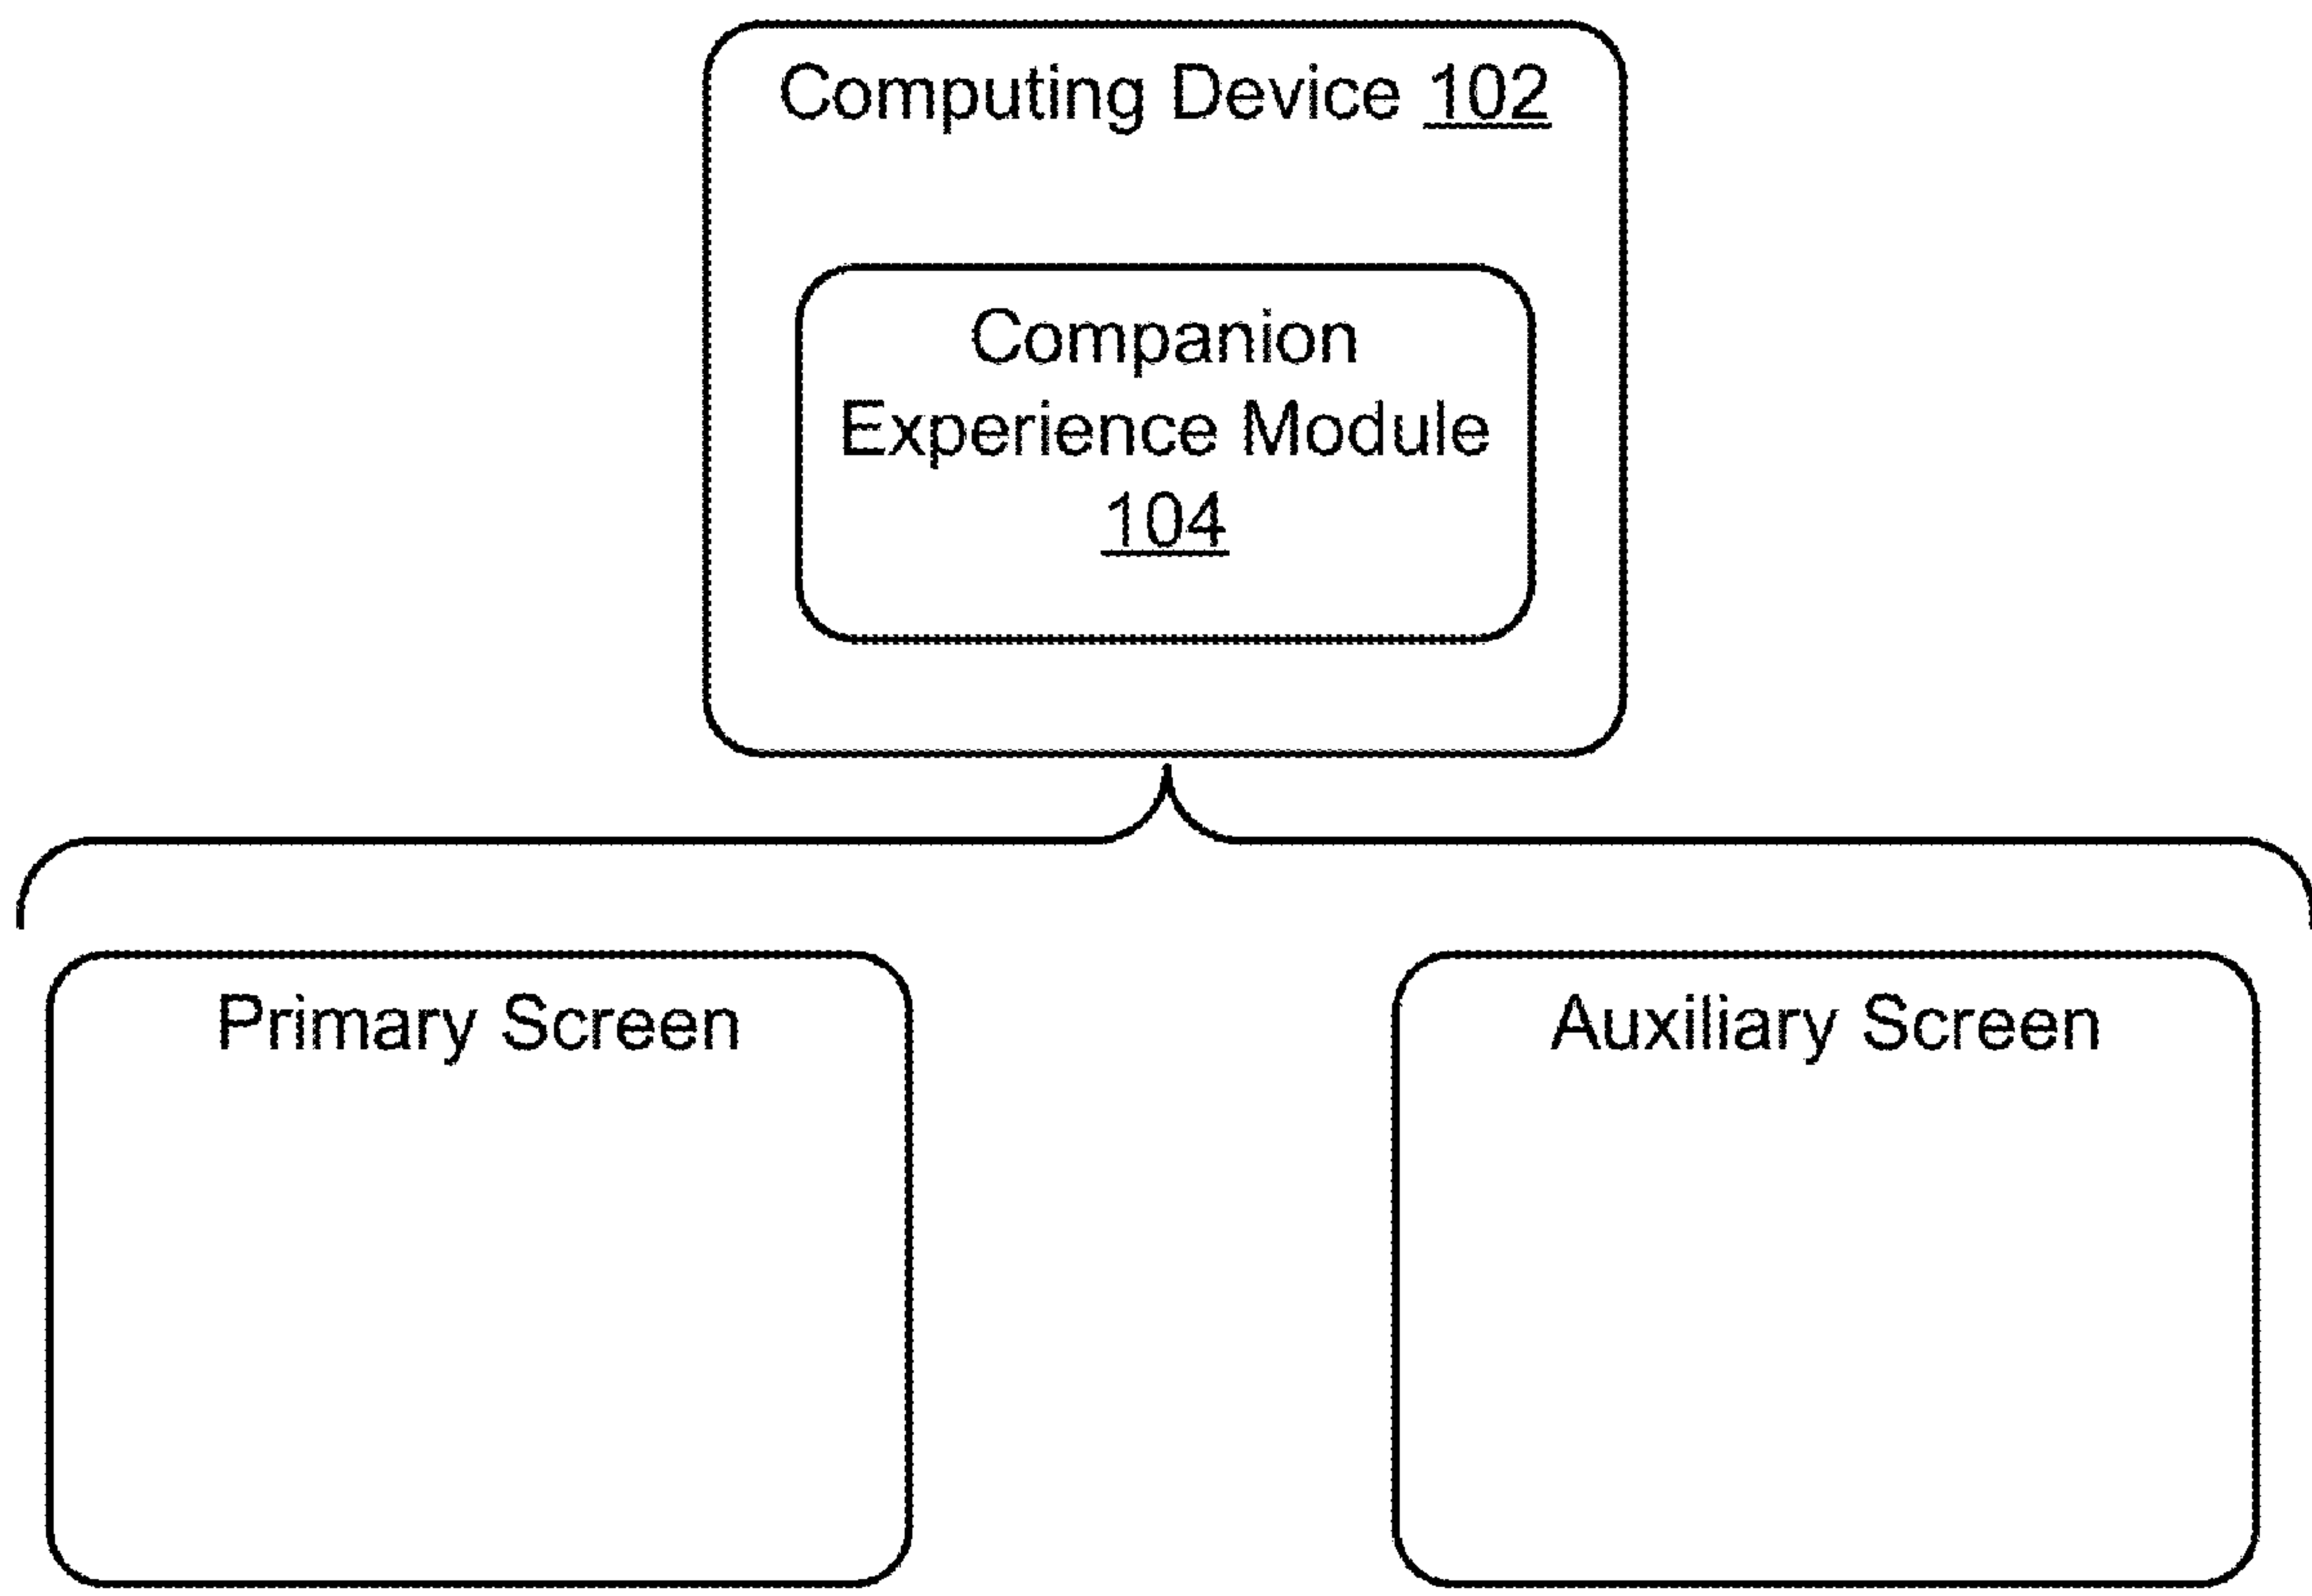 Computing Device 102
Companion
Experience Module
104
Primary Screen
Auxiliary Screen